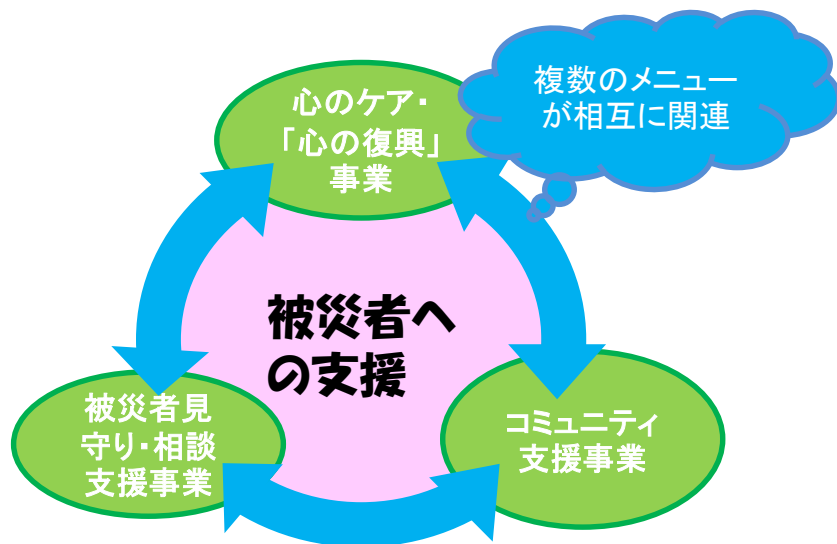 心のケア・
「心の復興」
事業
複数のメニュー
が相互に関連
被災者へ
の支援
被災者見
守り・相談
支援事業
コミュニティ
支援事業